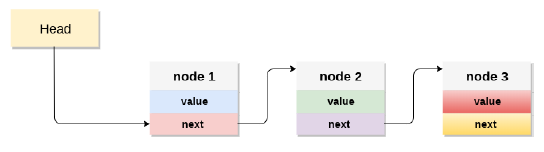 Head
node 1
value
next
node 2
value
next
node 3
value
next